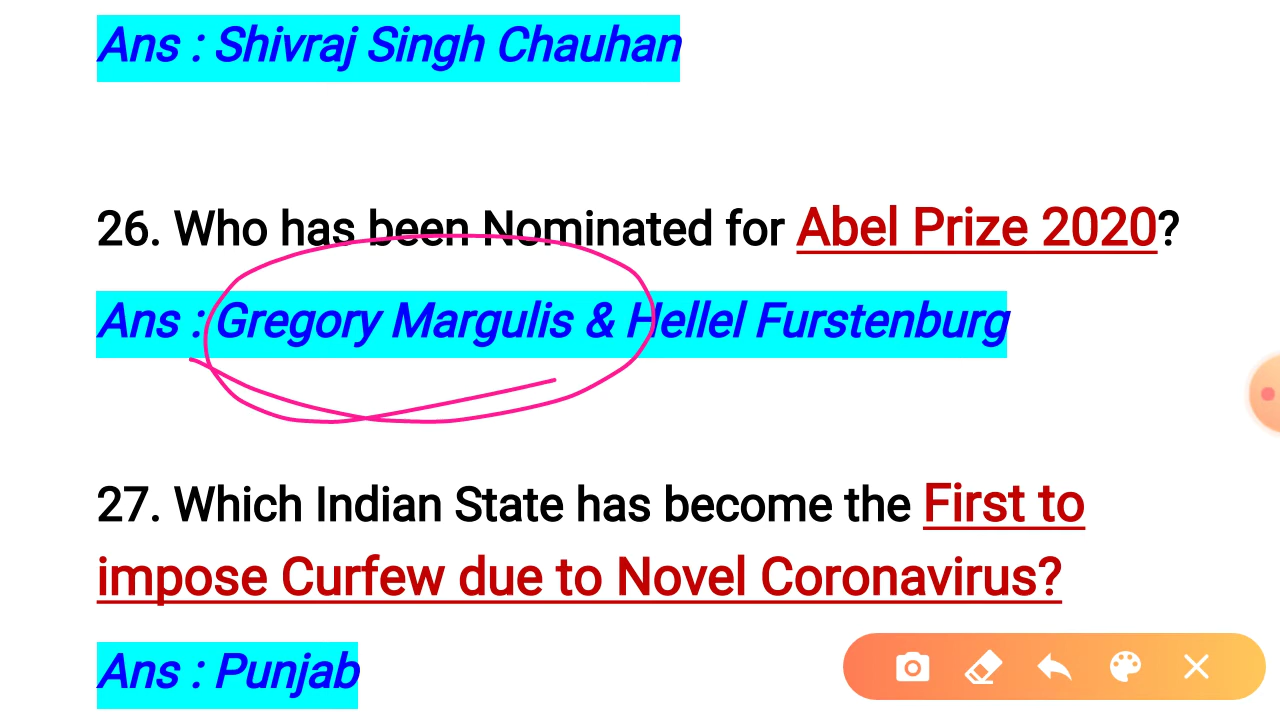 Ans : Shivraj Singh Chauhan
26. Who has been Nominated for Abel Prize 2020?
Ans : Gregory Margulis & Hellel Furstenburg
27. Which Indian State has become the First to
impose Curfew due to Novel Coronavirus?
Ans : Punjab